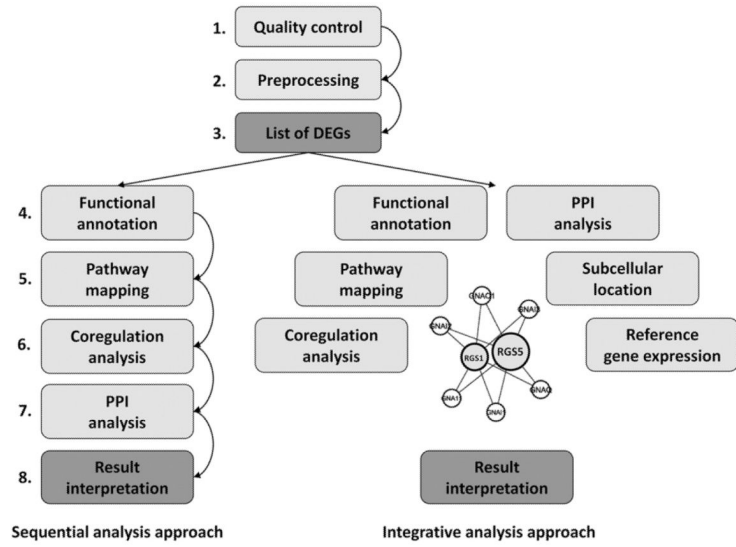 1. Quality control
2. Preprocessing
3. List of DEGs
4. Functional
annotation
5. Pathway
mapping
6. Coregulation
analysis
7. PPI
analysis
8. Result
interpretation
Sequential analysis approach
Functional
annotation
PPI
analysis
Pathway
mapping
Subcellular
location
Coregulation
analysis
Reference
gene expression
GNAO1
GNAI2
GNAI3
RGS1
RGS5
GNA11
GNAI1
GNAQ
Result
interpretation
Integrative analysis approach